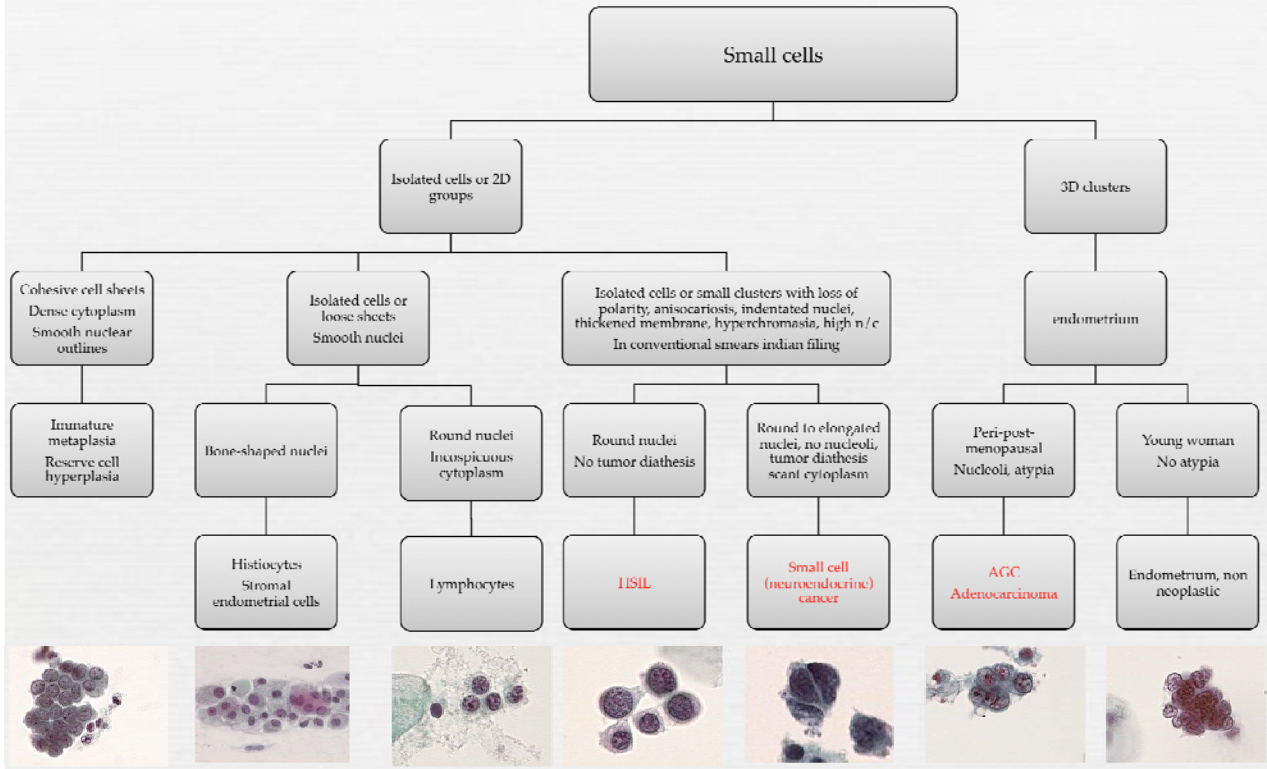 Small cells
Isolated cells or 2D
groups
3D clusters
Cohesive cell sheets
Dense cytoplasm
Smooth nuclear
outlines
Isolated cells or
loose sheets
Smooth nuclei
Isolated cells or small clusters with loss of
polarity, anisocariosis, indentated nuclei,
thickened membrane, hyperchromasia, high n/c
In conventional smears indian filing
endometrium
Immature
metaplasia
Reserve cell
hyperplasia
Bone-shaped nuclei
Round nuclei
Incospicuous
cytoplasm
Round nuclei
No tumor diathesis
Round to elongated
nuclei, no nucleoli,
tumor diathesis
scant cytoplasm
Peri-post-
menopausal
Nucleoli, atypia
Young woman
No atypia
Histiocytes
Stromal
endometrial cells
Lymphocytes
HSIL
Small cell
(neuroendocrine)
cancer
AGC
Adenocarcinoma
Endometrium, non
neoplastic